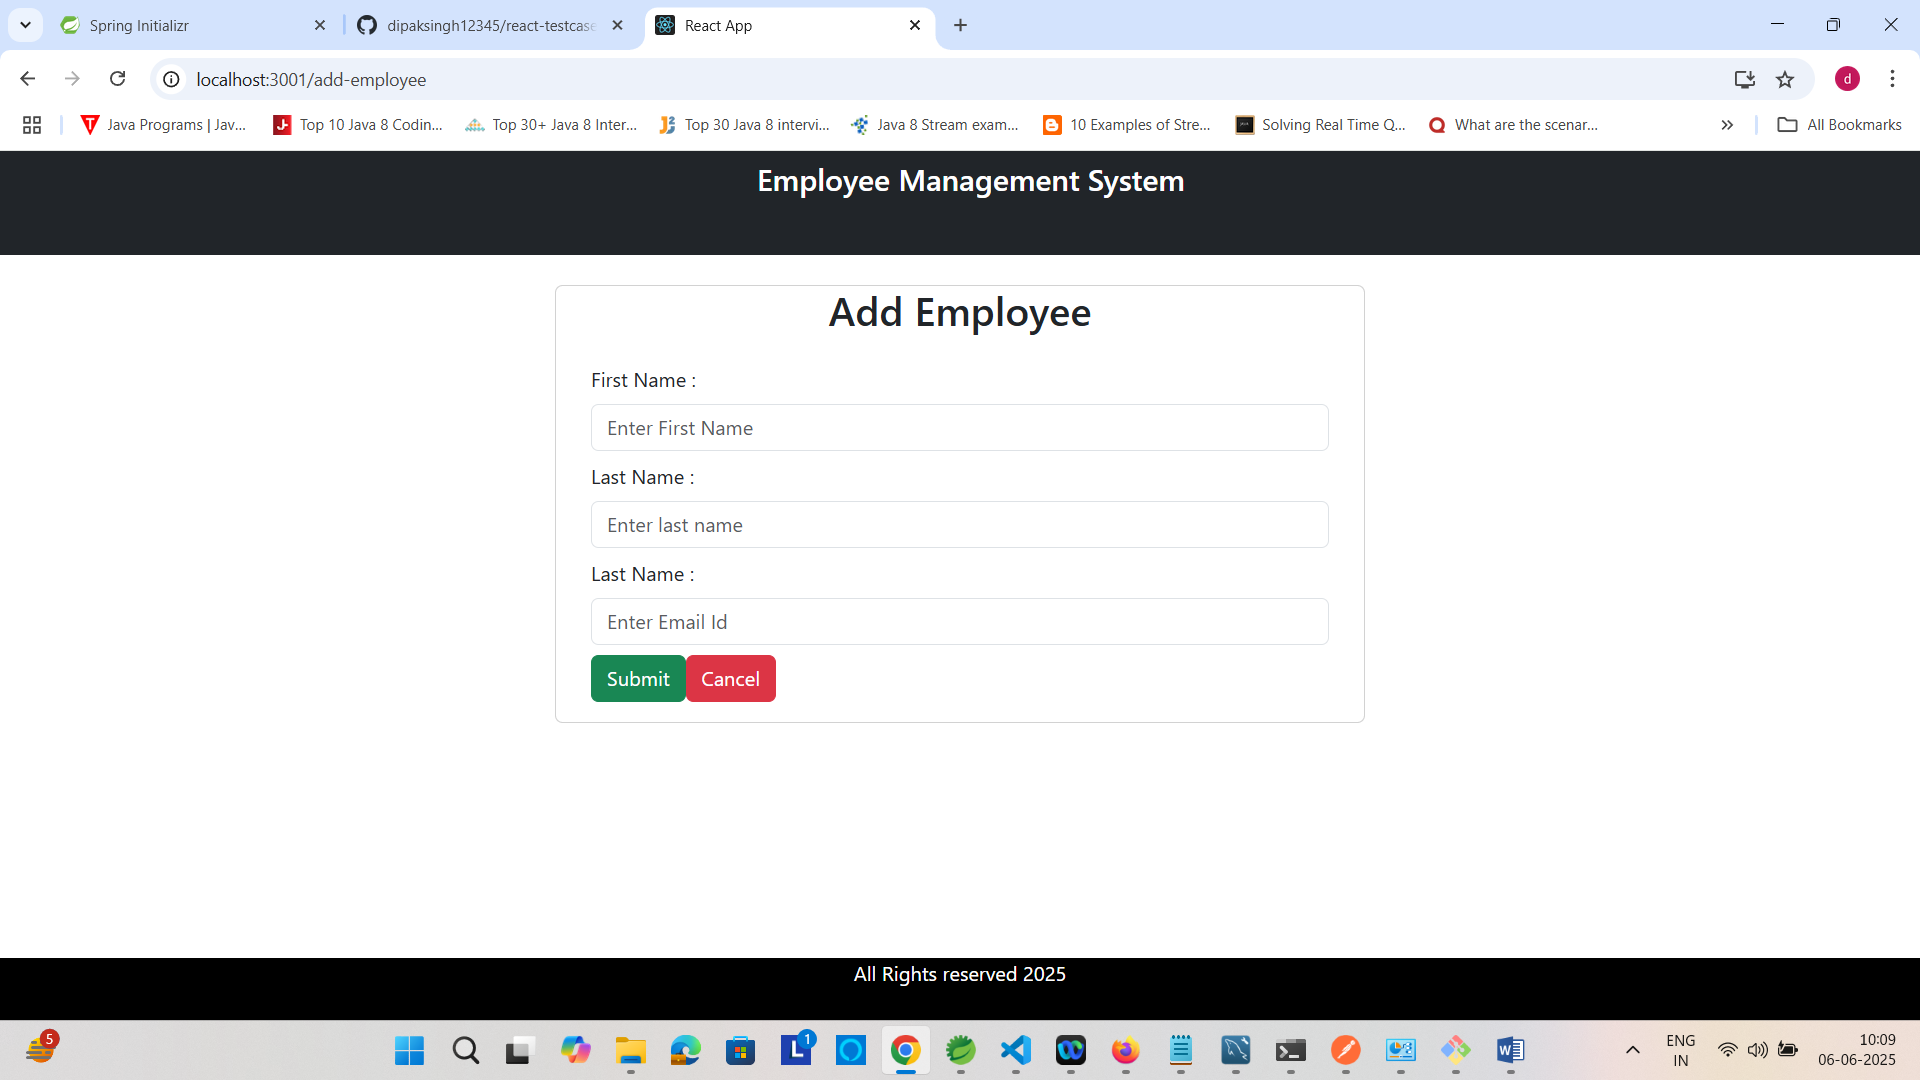 Spring Initializr
dipaksingh12345/react-testcase
React App
localhost:3001/add-employee
d
Java Programs | Jav...
Top 10 Java 8 Codin...
Top 30+ Java 8 Inter...
Top 30 Java 8 intervi...
Java 8 Stream exam...
10 Examples of Stre...
Solving Real Time Q...
What are the scenar...
All Bookmarks
Employee Management System
Add Employee
First Name :
Enter First Name
Last Name :
Enter last name
Last Name :
Enter Email Id
Submit
Cancel
All Rights reserved 2025
5
L
1
W
ENG
IN
10:09
06-06-2025